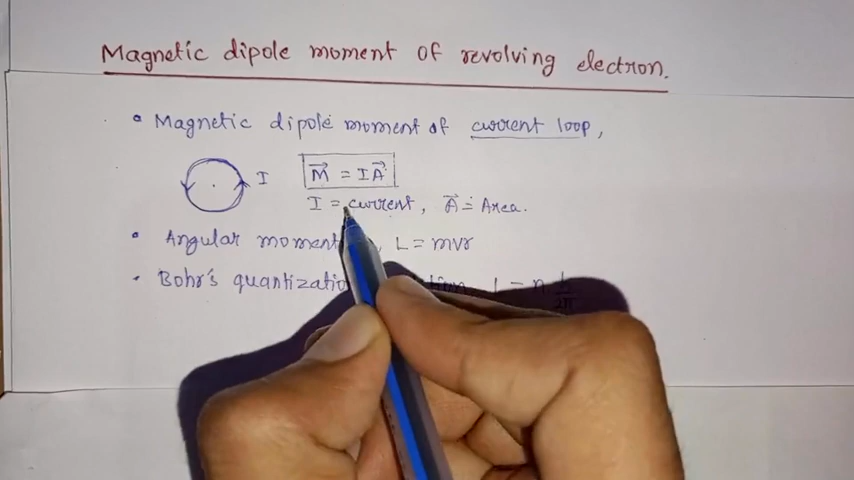 Magnetic dipole moment of revolving electron.
• Magnetic dipole moment of current loop,
I M⃗ = I A⃗
I = current, A⃗ = Area.
• Angular moment , L = mvr
• Bohr's quantizatio L = n h/2π